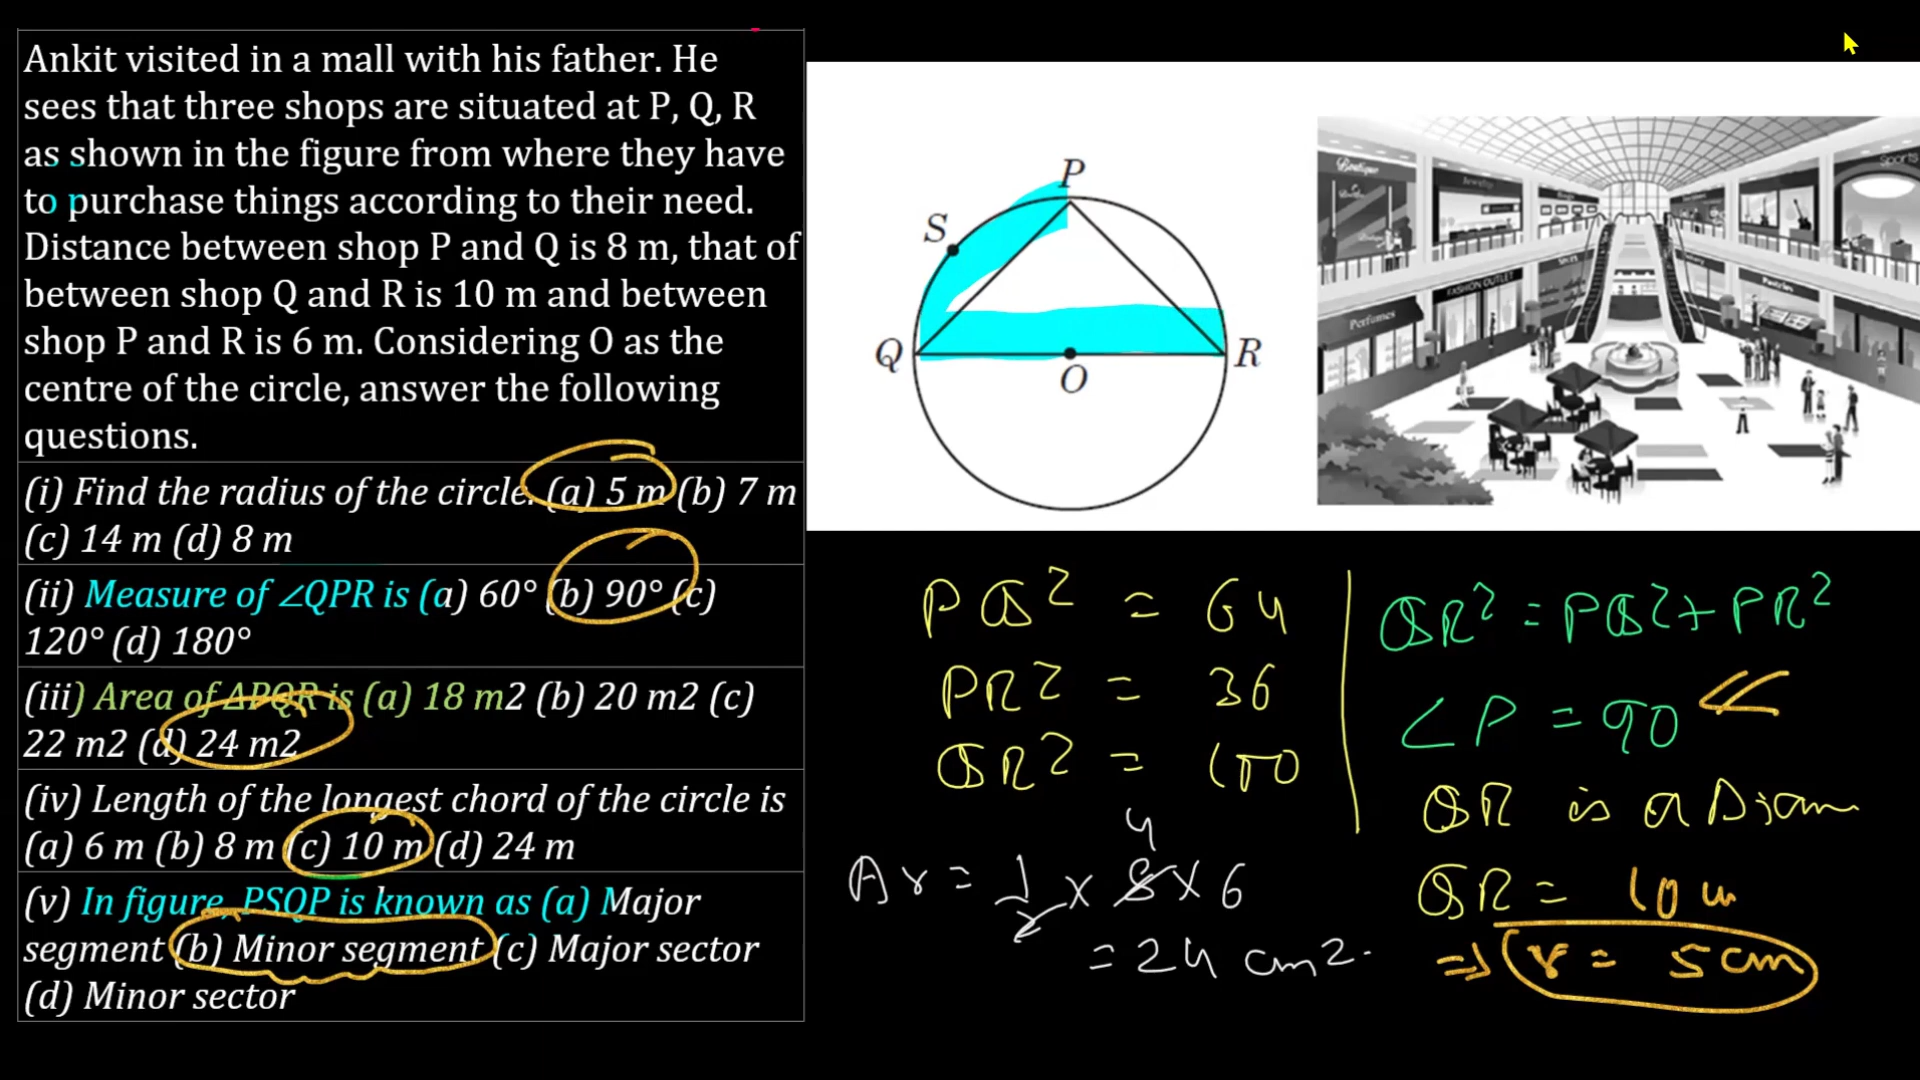 Ankit visited in a mall with his father. He
sees that three shops are situated at P, Q, R
as shown in the figure from where they have
to purchase things according to their need.
Distance between shop P and Q is 8 m, that of
between shop Q and R is 10 m and between
shop P and R is 6 m. Considering O as the
centre of the circle, answer the following
questions.
(i) Find the radius of the circle. (a) 5 m (b) 7 m
(c) 14 m (d) 8 m
(ii) Measure of ∠QPR is (a) 60° (b) 90° (c)
120° (d) 180°
(iii) Area of ΔPQR is (a) 18 m2 (b) 20 m2 (c)
22 m2 (d) 24 m2
(iv) Length of the longest chord of the circle is
(a) 6 m (b) 8 m (c) 10 m (d) 24 m
(v) In figure, PSQP is known as (a) Major
segment (b) Minor segment (c) Major sector
(d) Minor sector
P
S
Q
R
O
Boutique
Sports
FASHION OUTLET
Perfumes
Pastries
PQ² = 64
PR² = 36
QR² = 100
Ar = 1/2 × 8 × 6
4
= 24 cm2.
QR² = PQ² + PR²
∠P = 90
QR is a Diam
QR = 10 m
⇒ r = 5 cm